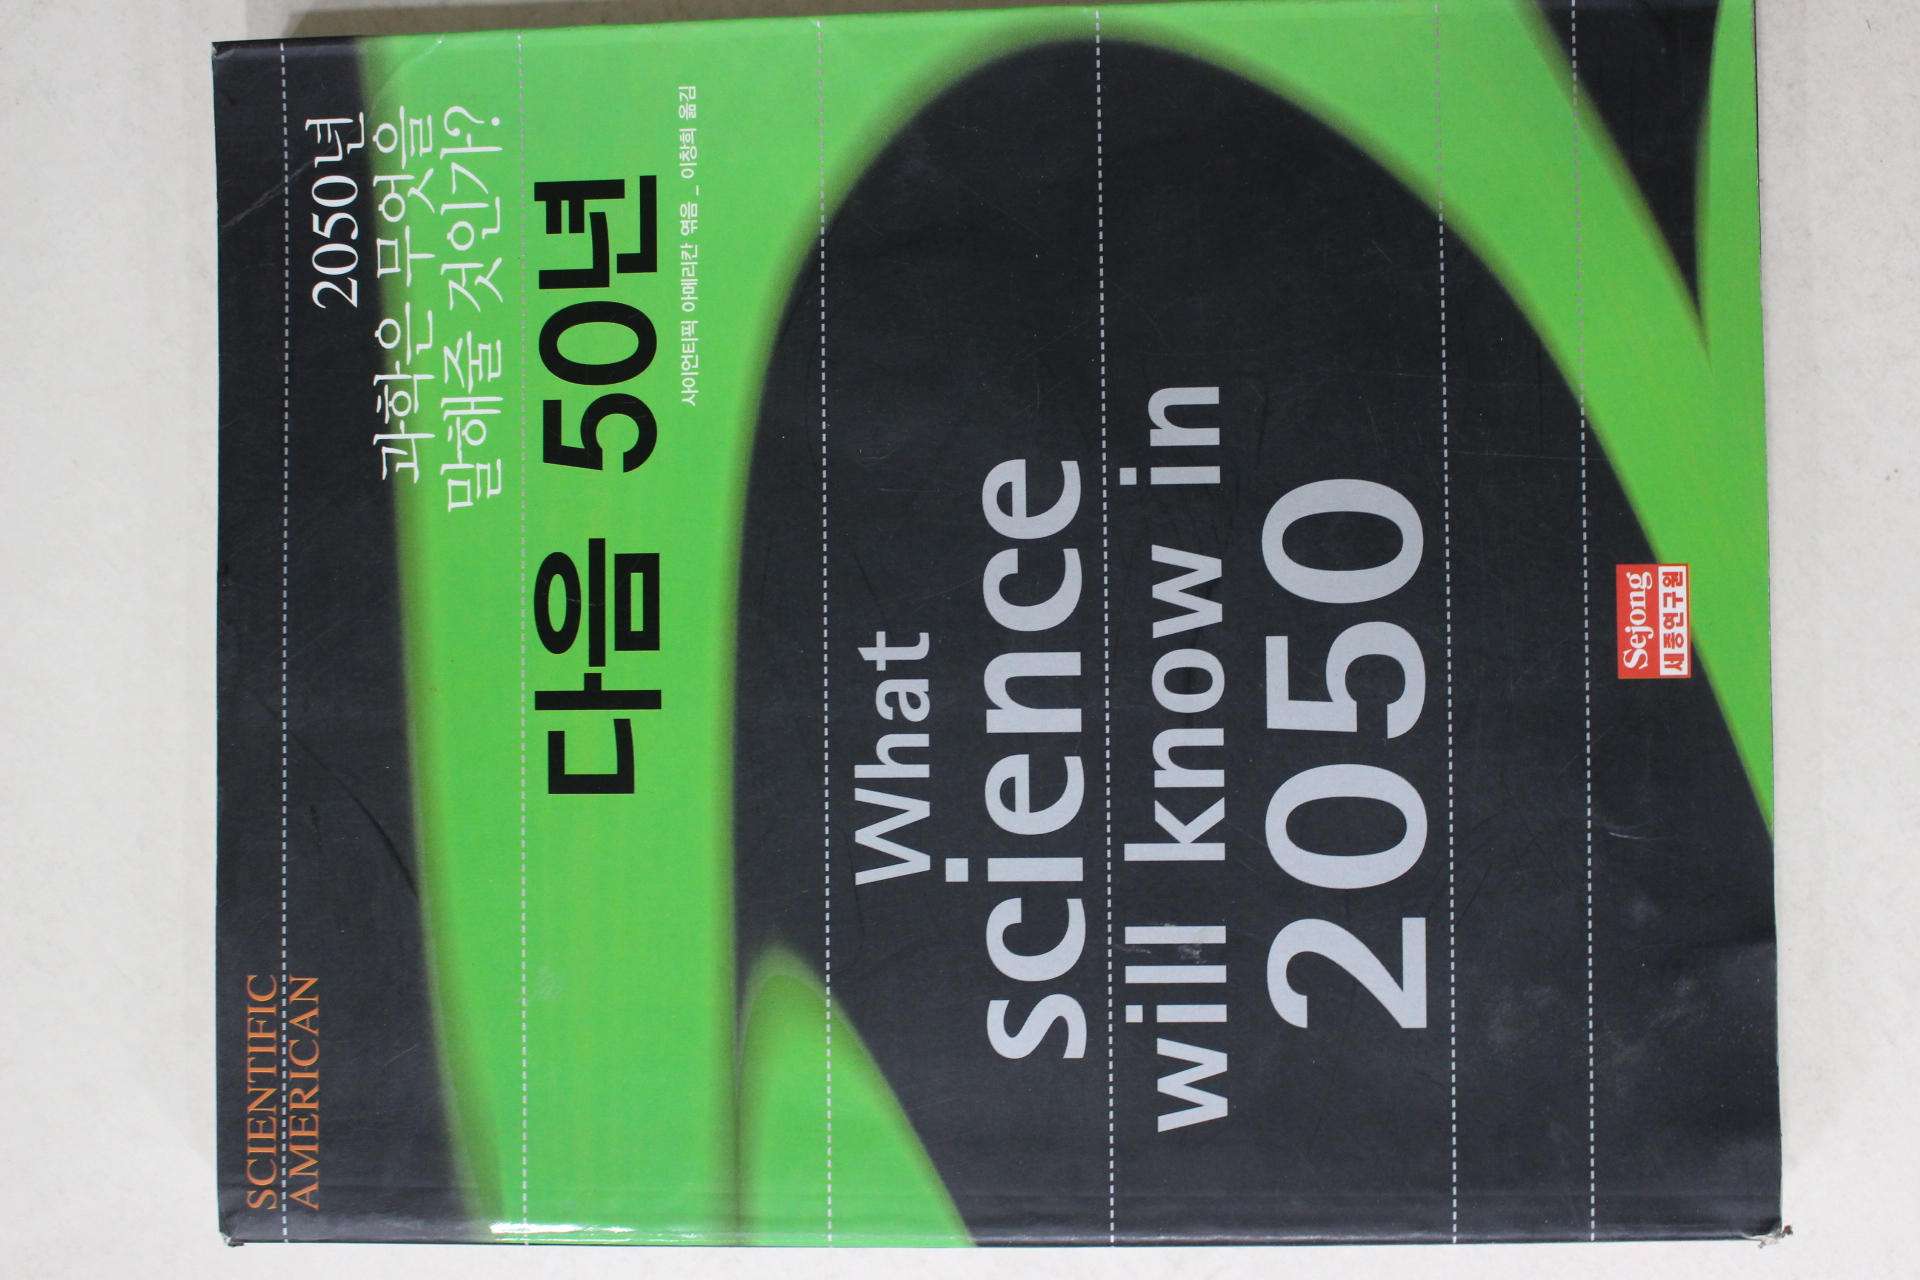 SCIENTIFIC
AMERICAN
2050년
과학은 무엇을
말해줄 것인가?
다음 50년
사이언티픽 아메리칸 엮음 _ 이창희 옮김
What
science
will know in
2050
Sejong
세종연구원